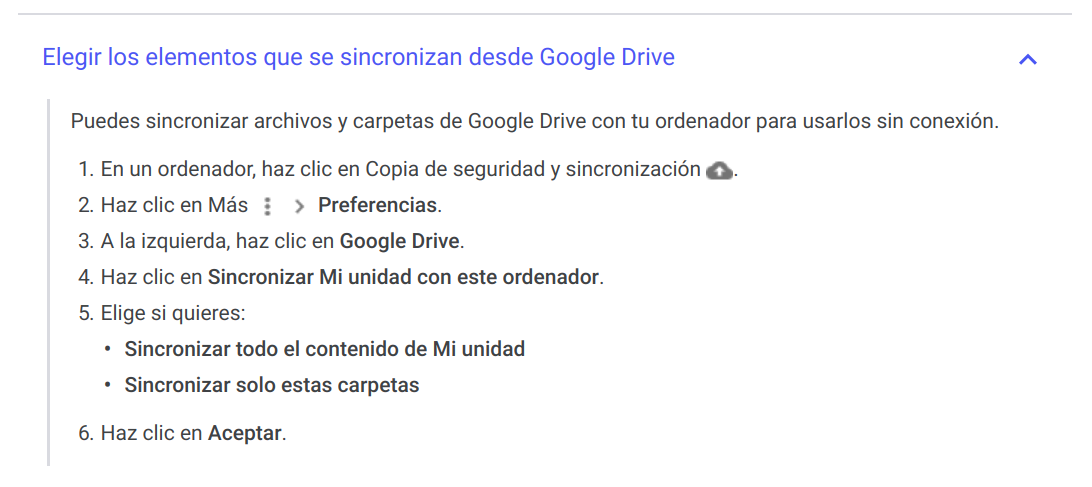 Elegir los elementos que se sincronizan desde Google Drive
Puedes sincronizar archivos y carpetas de Google Drive con tu ordenador para usarlos sin conexión.
1. En un ordenador, haz clic en Copia de seguridad y sincronización .
2. Haz clic en Más > Preferencias.
3. A la izquierda, haz clic en Google Drive.
4. Haz clic en Sincronizar Mi unidad con este ordenador.
5. Elige si quieres:
• Sincronizar todo el contenido de Mi unidad
• Sincronizar solo estas carpetas
6. Haz clic en Aceptar.